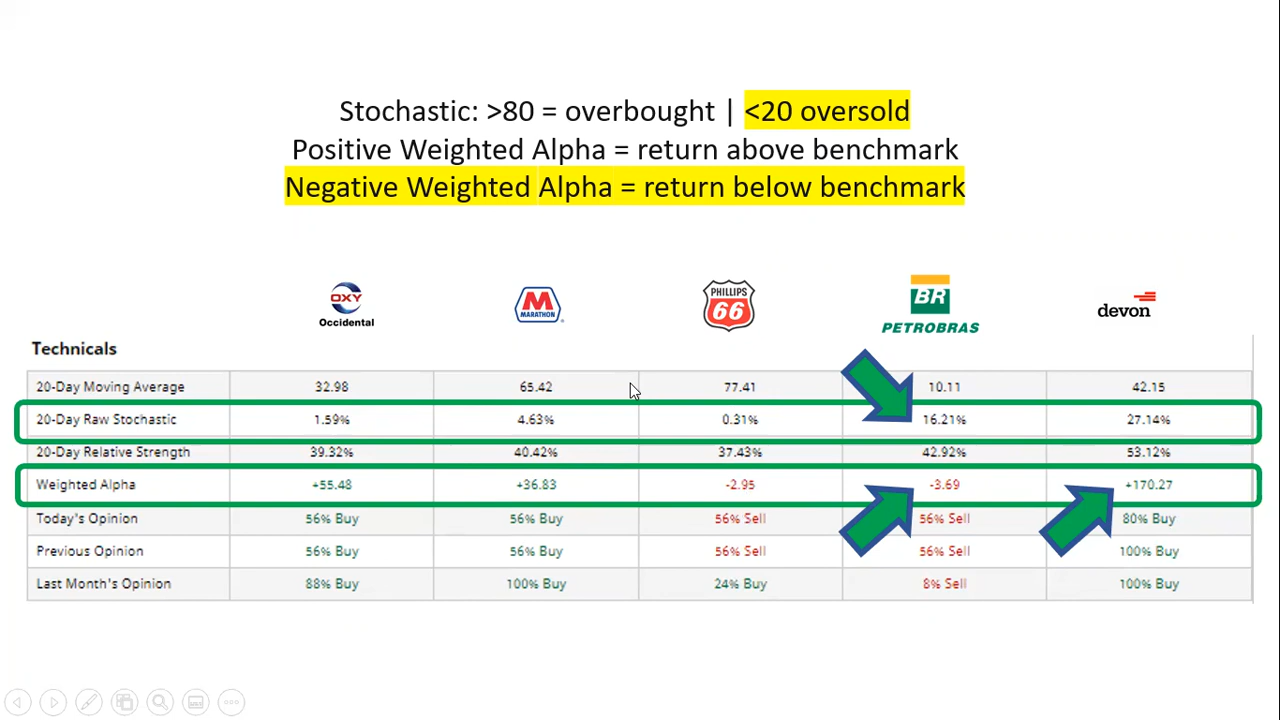 Stochastic: >80 = overbought | <20 oversold
Positive Weighted Alpha = return above benchmark
Negative Weighted Alpha = return below benchmark
OXY Occidental M MARATHON PHILLIPS 66 BR PETROBRAS devon
Technicals
20-Day Moving Average 32.98 65.42 77.41 10.11 42.15
20-Day Raw Stochastic 1.59% 4.63% 0.31% 16.21% 27.14%
20-Day Relative Strength 39.32% 40.42% 37.43% 42.92% 53.12%
Weighted Alpha +55.48 +36.83 -2.95 -3.69 +170.27
Today's Opinion 56% Buy 56% Buy 56% Sell 56% Sell 80% Buy
Previous Opinion 56% Buy 56% Buy 56% Sell 56% Sell 100% Buy
Last Month's Opinion 88% Buy 100% Buy 24% Buy 8% Sell 100% Buy